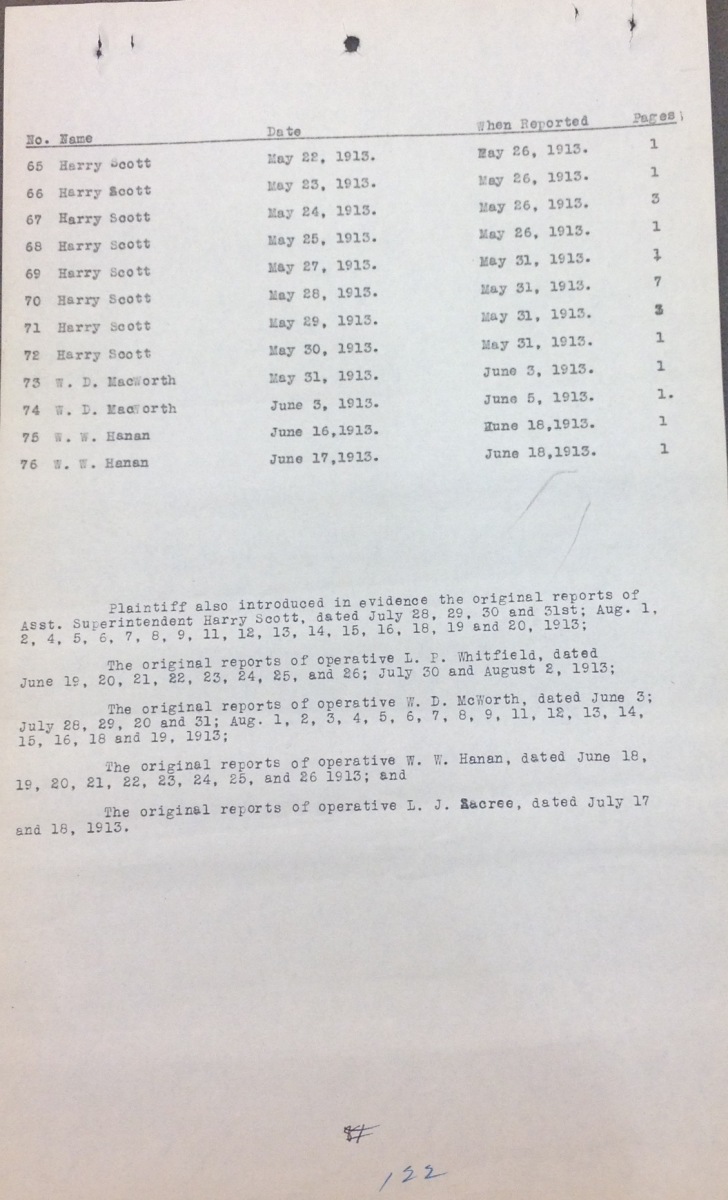 No. Name Date When Reported Pages
65 Harry Scott May 22, 1913. May 26, 1913. 1
66 Harry Scott May 23, 1913. May 26, 1913. 1
67 Harry Scott May 24, 1913. May 26, 1913. 3
68 Harry Scott May 25, 1913. May 26, 1913. 1
69 Harry Scott May 27, 1913. May 31, 1913. 1
70 Harry Scott May 28, 1913. May 31, 1913. 7
71 Harry Scott May 29, 1913. May 31, 1913. 3
72 Harry Scott May 30, 1913. May 31, 1913. 1
73 W. D. MacWorth May 31, 1913. June 3, 1913. 1
74 W. D. MacWorth June 3, 1913. June 5, 1913. 1.
75 W. W. Hanan June 16,1913. June 18,1913. 1
76 W. W. Hanan June 17,1913. June 18,1913. 1
Plaintiff also introduced in evidence the original reports of
Asst. Superintendent Harry Scott, dated July 28, 29, 30 and 31st; Aug. 1,
2, 4, 5, 6, 7, 8, 9, 11, 12, 13, 14, 15, 16, 18, 19 and 20, 1913;
The original reports of operative L. P. Whitfield, dated
June 19, 20, 21, 22, 23, 24, 25, and 26; July 30 and August 2, 1913;
The original reports of operative W. D. McWorth, dated June 3;
July 28, 29, 20 and 31; Aug. 1, 2, 3, 4, 5, 6, 7, 8, 9, 11, 12, 13, 14,
15, 16, 18 and 19, 1913;
The original reports of operative W. W. Hanan, dated June 18,
19, 20, 21, 22, 23, 24, 25, and 26 1913; and
The original reports of operative L. J. Sacree, dated July 17
and 18, 1913.
122